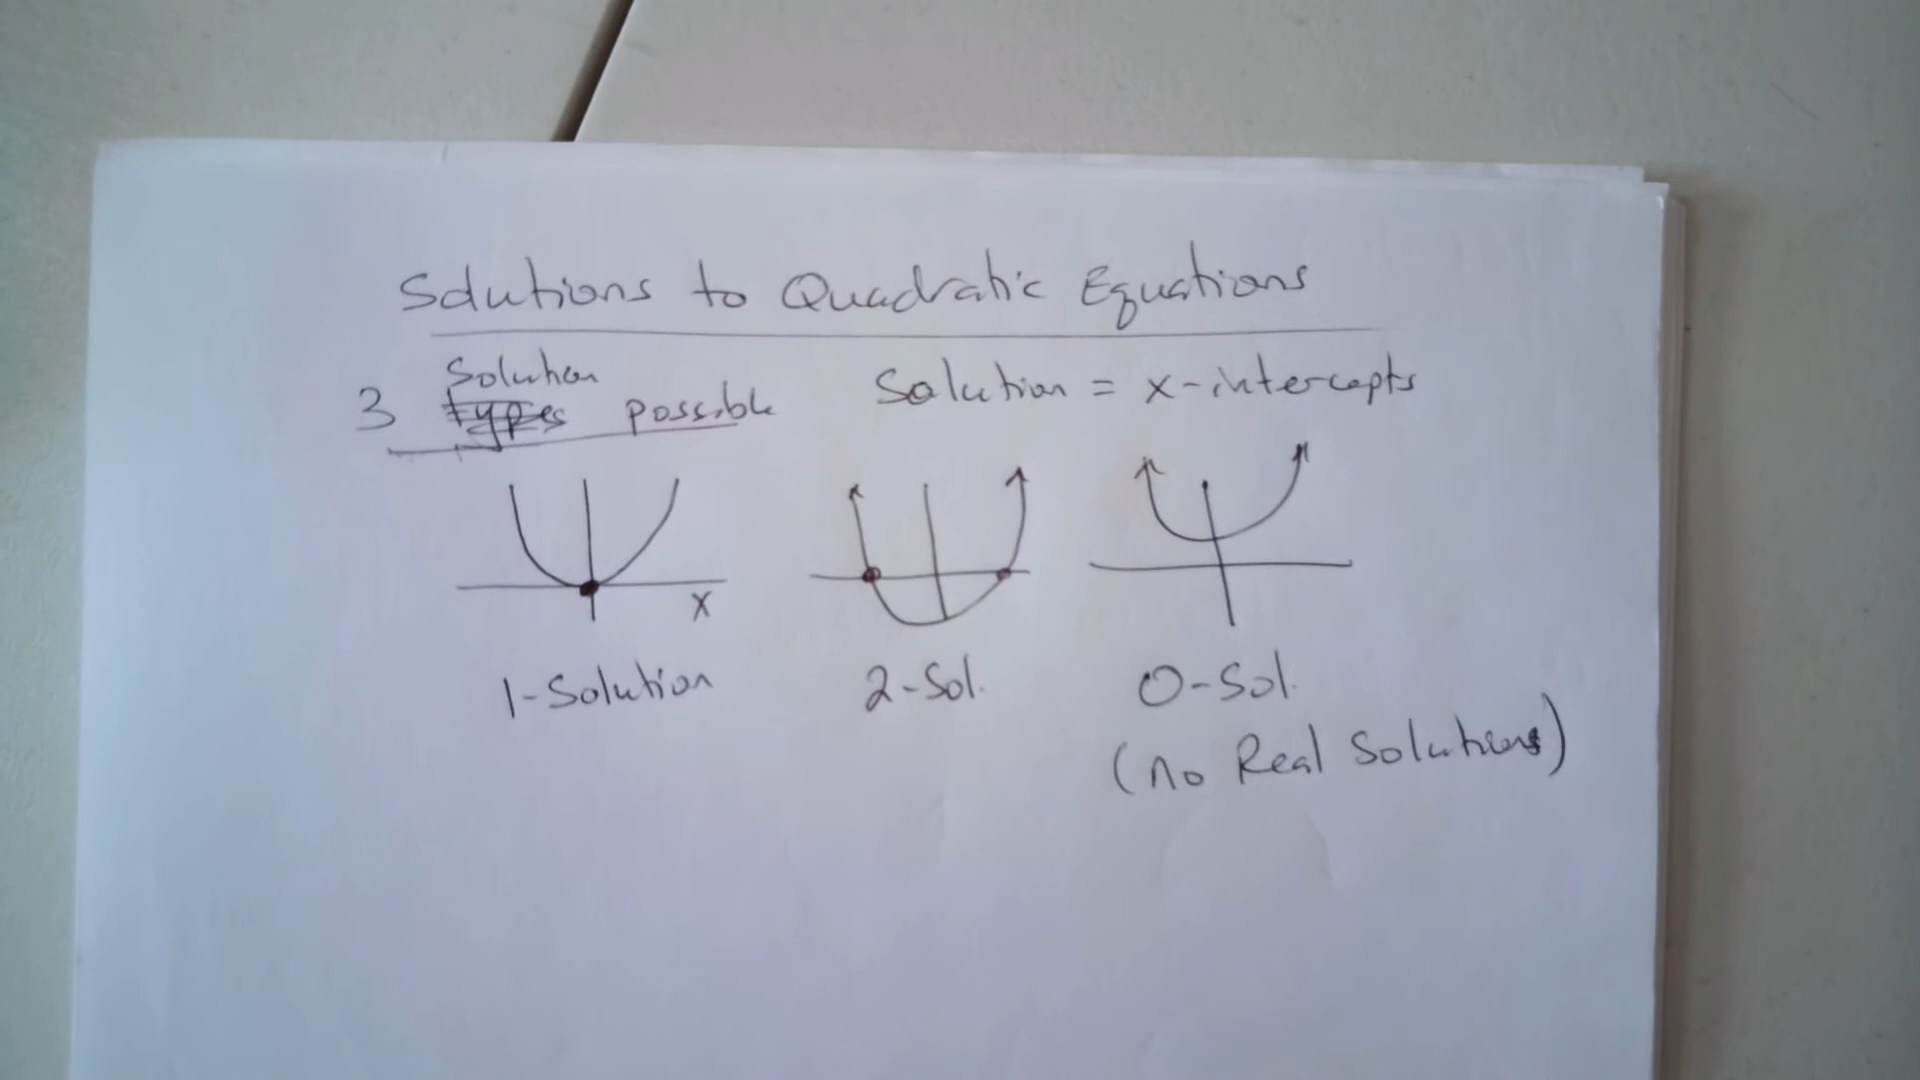 Solutions to Quadratic Equations
Solution
3 types possible
Solution = x-intercepts
X
1-Solution
2-Sol.
0-Sol.
(no Real Solutions)